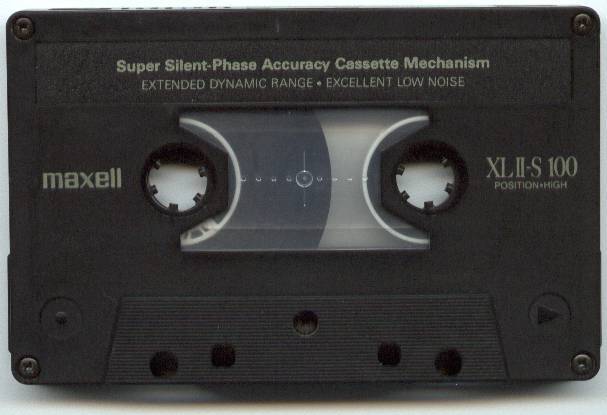 Super Silent-Phase Accuracy Cassette Mechanism
EXTENDED DYNAMIC RANGE • EXCELLENT LOW NOISE
maxell
XLII-S 100
POSITION•HIGH